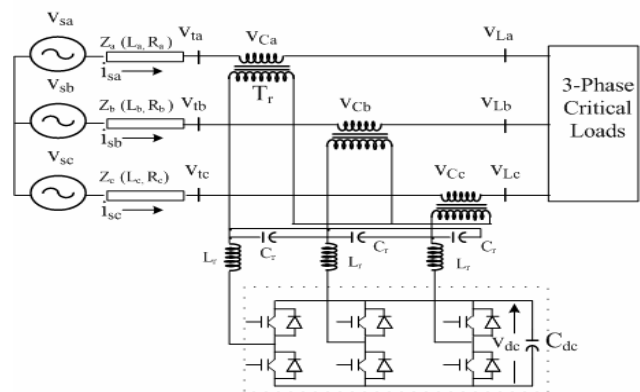 vsa
Za (La, Ra)
isa
vta
vCa
vLa
Tr
3-Phase
Critical
Loads
vsb
Zb (Lb, Rb)
isb
vtb
vCb
vLb
vsc
Zc (Lc, Rc)
isc
vtc
vCc
vLc
Cr
Cr
Cr
Lr
Lr
Lr
vdc
Cdc